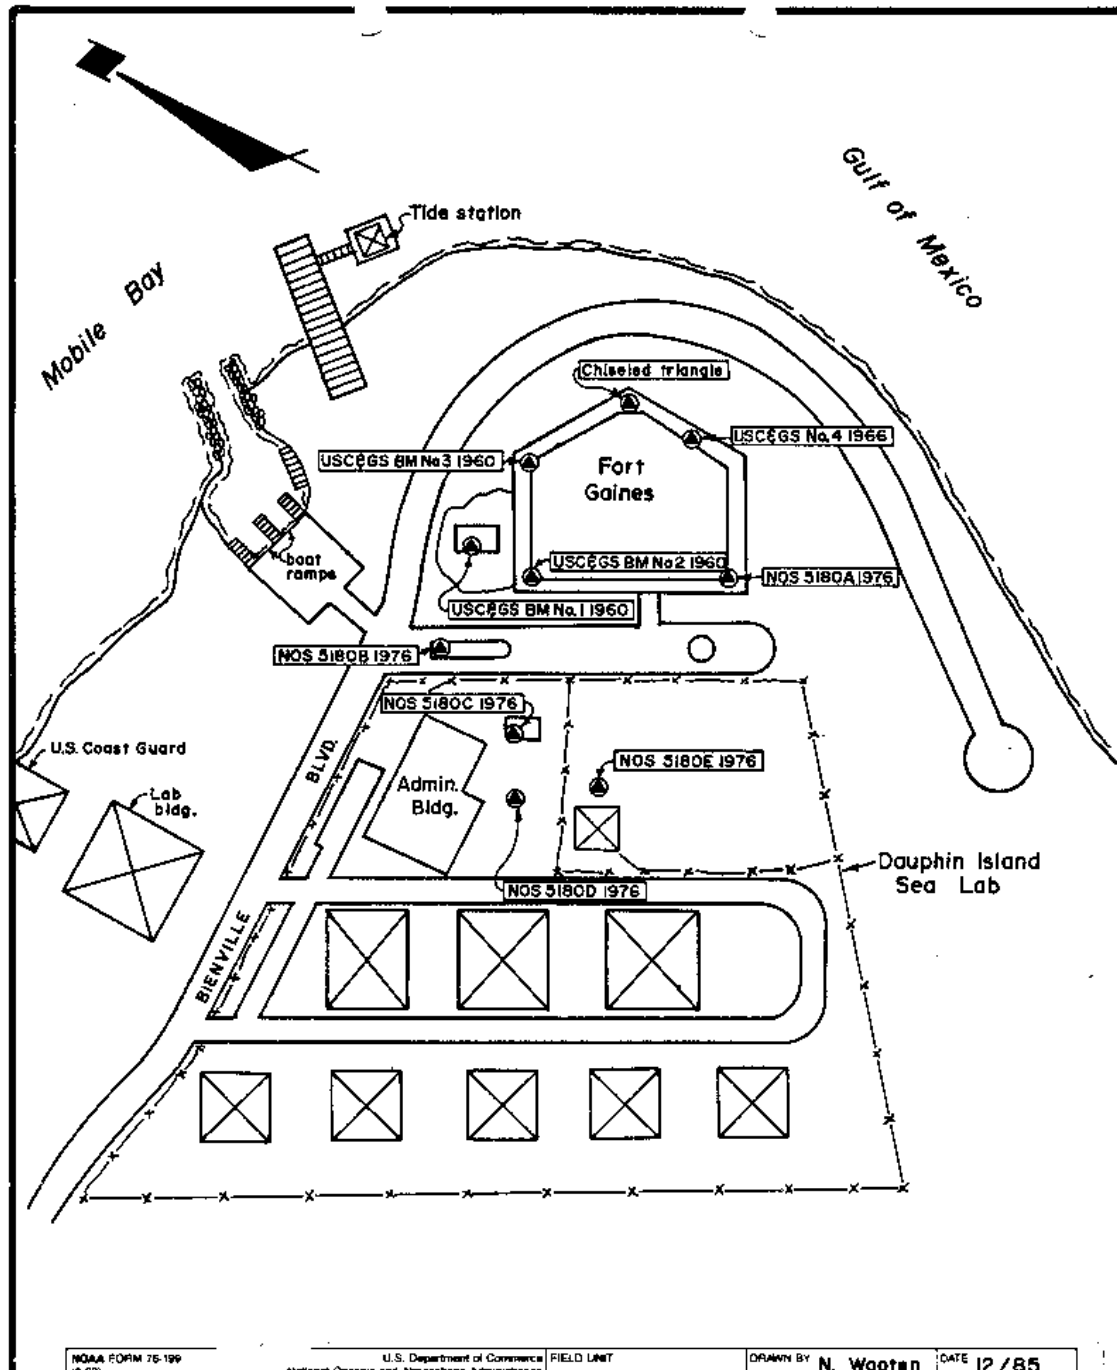 Tide station
Gulf of Mexico
Mobile Bay
Chiseled triangle
USC&GS No. 4 1966
USC&GS BM No 3 1960
Fort
Gaines
boat
ramps
USC&GS BM No 2 1960
NOS 5180A 1976
USC&GS BM No. 1 1960
NOS 5180B 1976
NOS 5180C 1976
U.S. Coast Guard
BLVD.
NOS 5180E 1976
Lab
bldg.
Admin.
Bldg.
Dauphin Island
Sea Lab
NOS 5180D 1976
BIENVILLE
NOAA FORM 76-199
U.S. Department of Commerce
FIELD UNIT
DRAWN BY N. Wooten
DATE 12/85